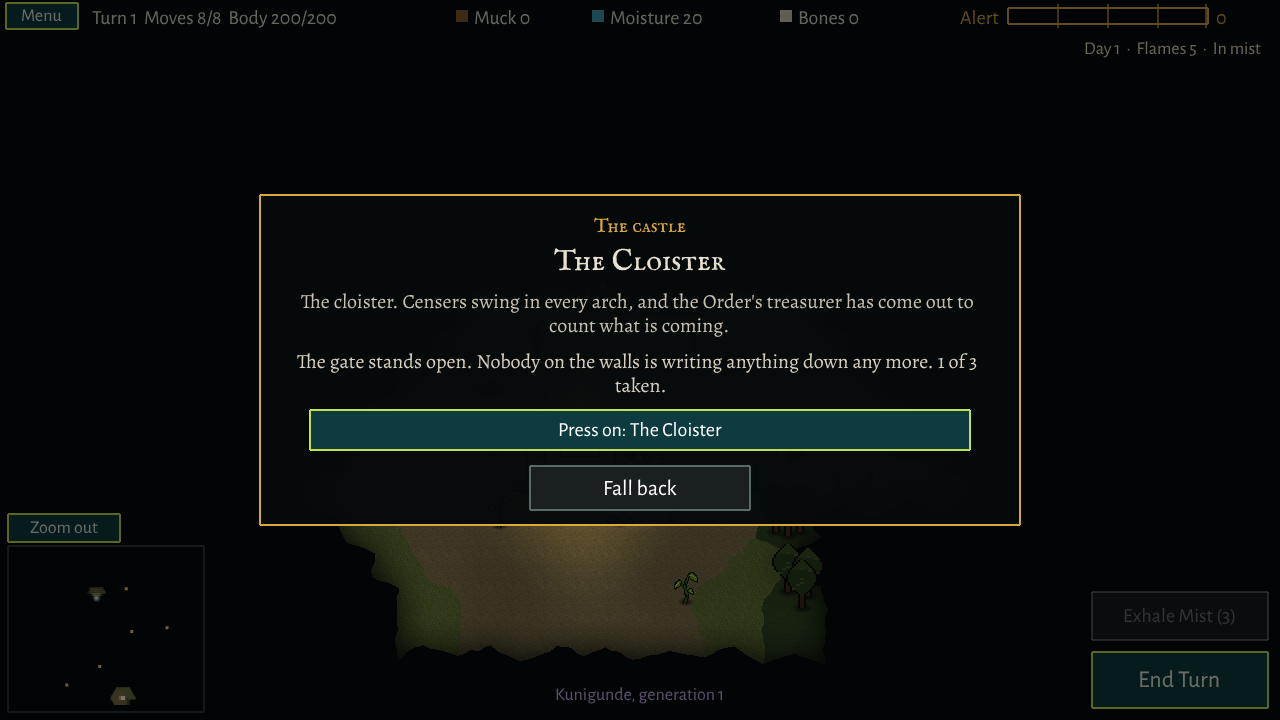 Menu
Turn 1 Moves 8/8 Body 200/200
Muck 0
Moisture 20
Bones 0
Alert 0
Day 1 · Flames 5 · In mist
The castle
The Cloister
The cloister. Censers swing in every arch, and the Order's treasurer has come out to
count what is coming.
The gate stands open. Nobody on the walls is writing anything down any more. 1 of 3
taken.
Press on: The Cloister
Fall back
Zoom out
Exhale Mist (3)
End Turn
Kunigunde, generation 1